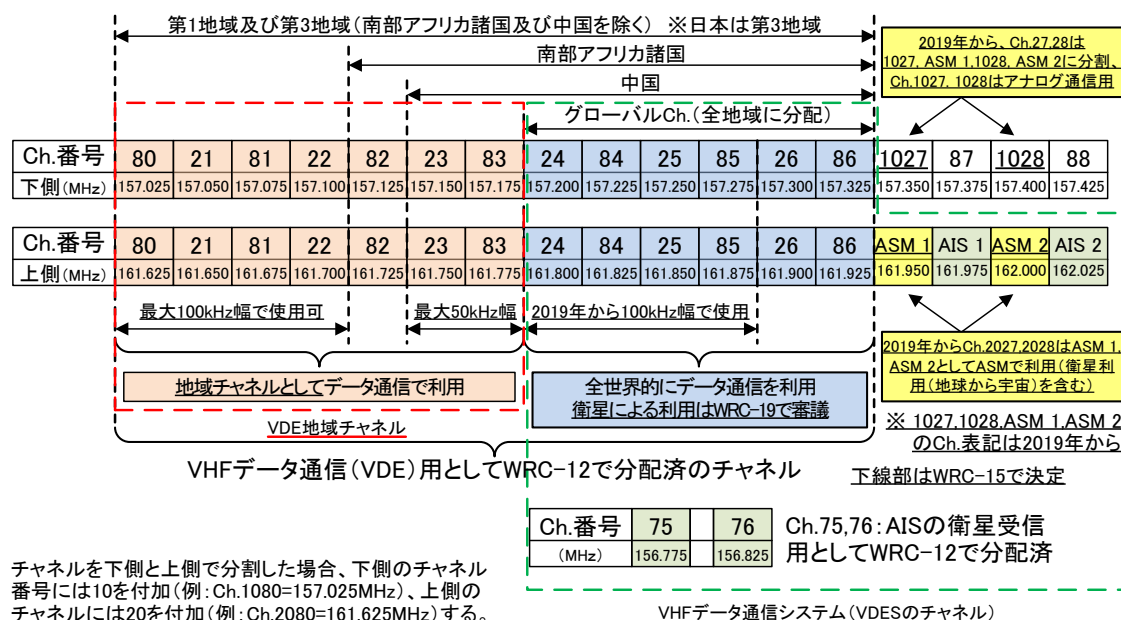 第1地域及び第3地域(南部アフリカ諸国及び中国を除く) ※日本は第3地域
南部アフリカ諸国
中国
グローバルCh.(全地域に分配)
2019年から、Ch.27,28は
1027, ASM 1,1028, ASM 2に分割、
Ch.1027, 1028はアナログ通信用
Ch.番号 80 21 81 22 82 23 83 24 84 25 85 26 86 1027 87 1028 88
下側(MHz) 157.025 157.050 157.075 157.100 157.125 157.150 157.175 157.200 157.225 157.250 157.275 157.300 157.325 157.350 157.375 157.400 157.425
Ch.番号 80 21 81 22 82 23 83 24 84 25 85 26 86 ASM 1 AIS 1 ASM 2 AIS 2
上側(MHz) 161.625 161.650 161.675 161.700 161.725 161.750 161.775 161.800 161.825 161.850 161.875 161.900 161.925 161.950 161.975 162.000 162.025
最大100kHz幅で使用可 最大50kHz幅 2019年から100kHz幅で使用
地域チャネルとしてデータ通信で利用
全世界的にデータ通信を利用
衛星による利用はWRC-19で審議
2019年からCh.2027,2028はASM 1,
ASM 2としてASMで利用(衛星利
用(地球から宇宙)を含む)
VDE地域チャネル
※ 1027,1028,ASM 1,ASM 2
のCh.表記は2019年から
VHFデータ通信(VDE)用としてWRC-12で分配済のチャネル
下線部はWRC-15で決定
Ch.番号 75 76
(MHz) 156.775 156.825
Ch.75,76:AISの衛星受信
用としてWRC-12で分配済
チャネルを下側と上側で分割した場合、下側のチャネル
番号には10を付加(例:Ch.1080=157.025MHz)、上側の
チャネルには20を付加(例:Ch.2080=161.625MHz)する。
VHFデータ通信システム(VDESのチャネル)